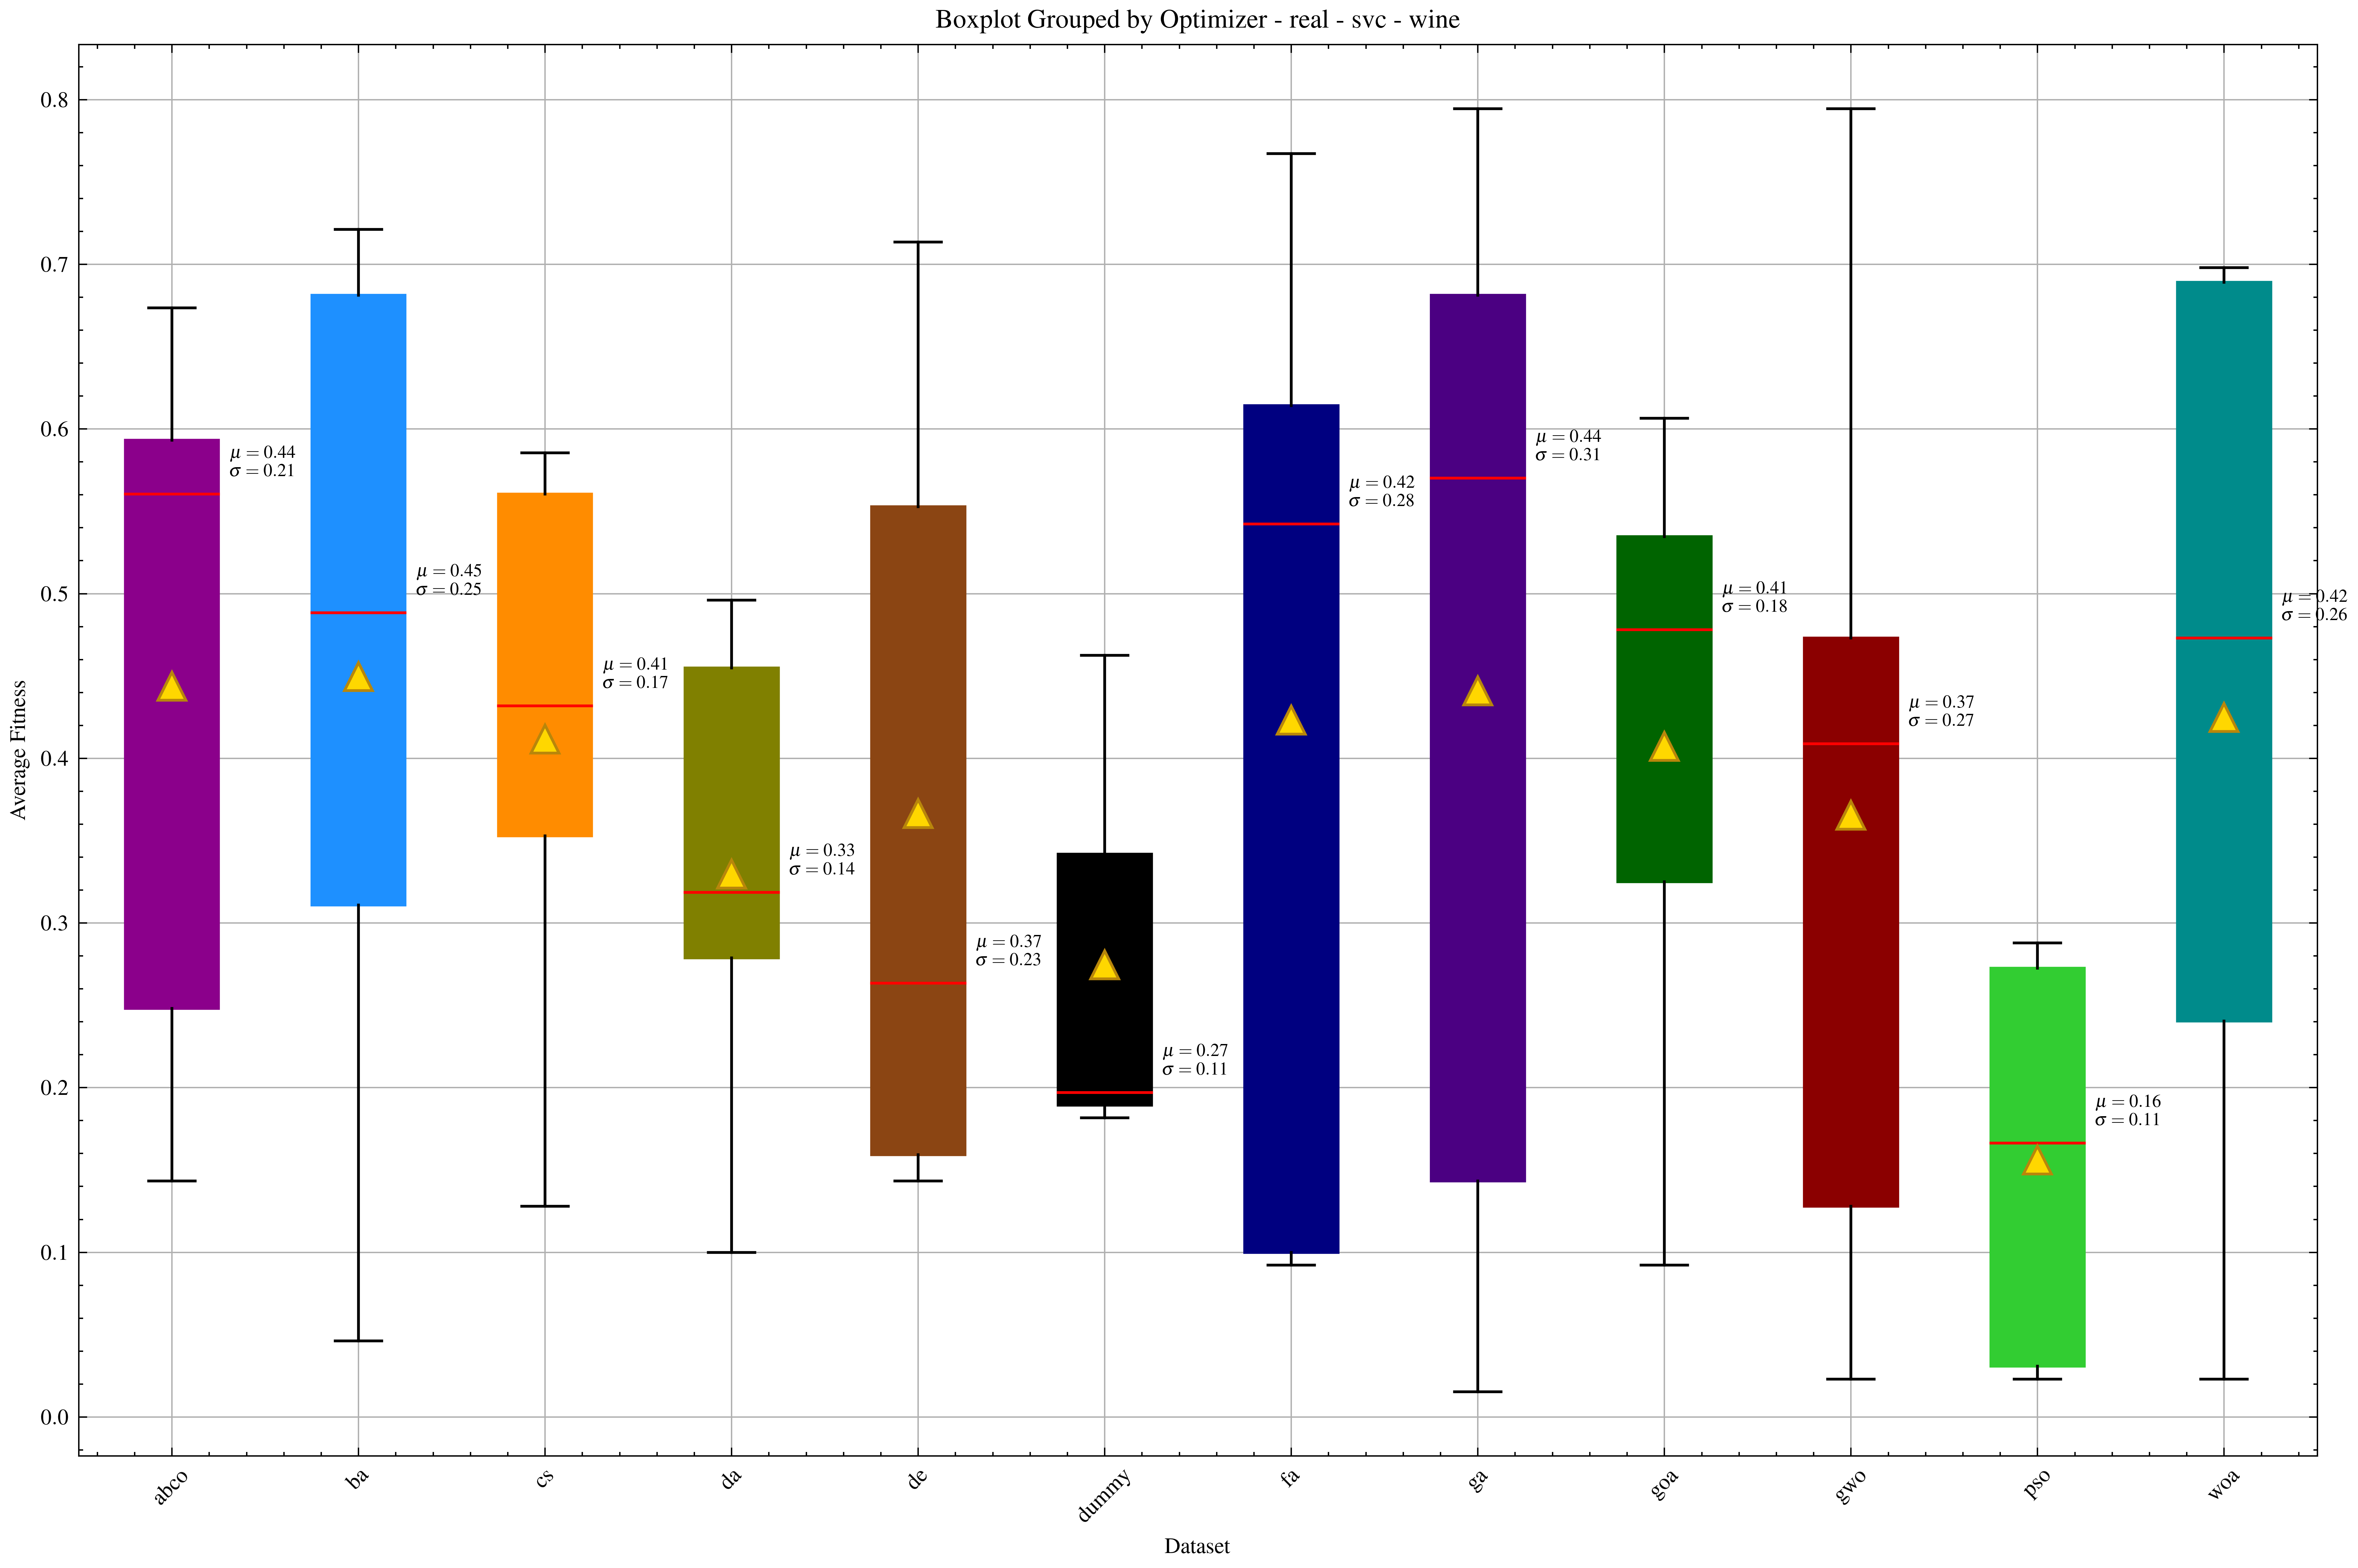 Boxplot Grouped by Optimizer - real - svc - wine
Average Fitness
0.8
0.7
0.6
0.5
0.4
0.3
0.2
0.1
0.0
μ = 0.44
σ = 0.21
μ = 0.45
σ = 0.25
μ = 0.41
σ = 0.17
μ = 0.33
σ = 0.14
μ = 0.37
σ = 0.23
μ = 0.27
σ = 0.11
μ = 0.42
σ = 0.28
μ = 0.44
σ = 0.31
μ = 0.41
σ = 0.18
μ = 0.37
σ = 0.27
μ = 0.16
σ = 0.11
μ = 0.42
σ = 0.26
abco
ba
cs
da
de
dummy
fa
ga
goa
gwo
pso
woa
Dataset